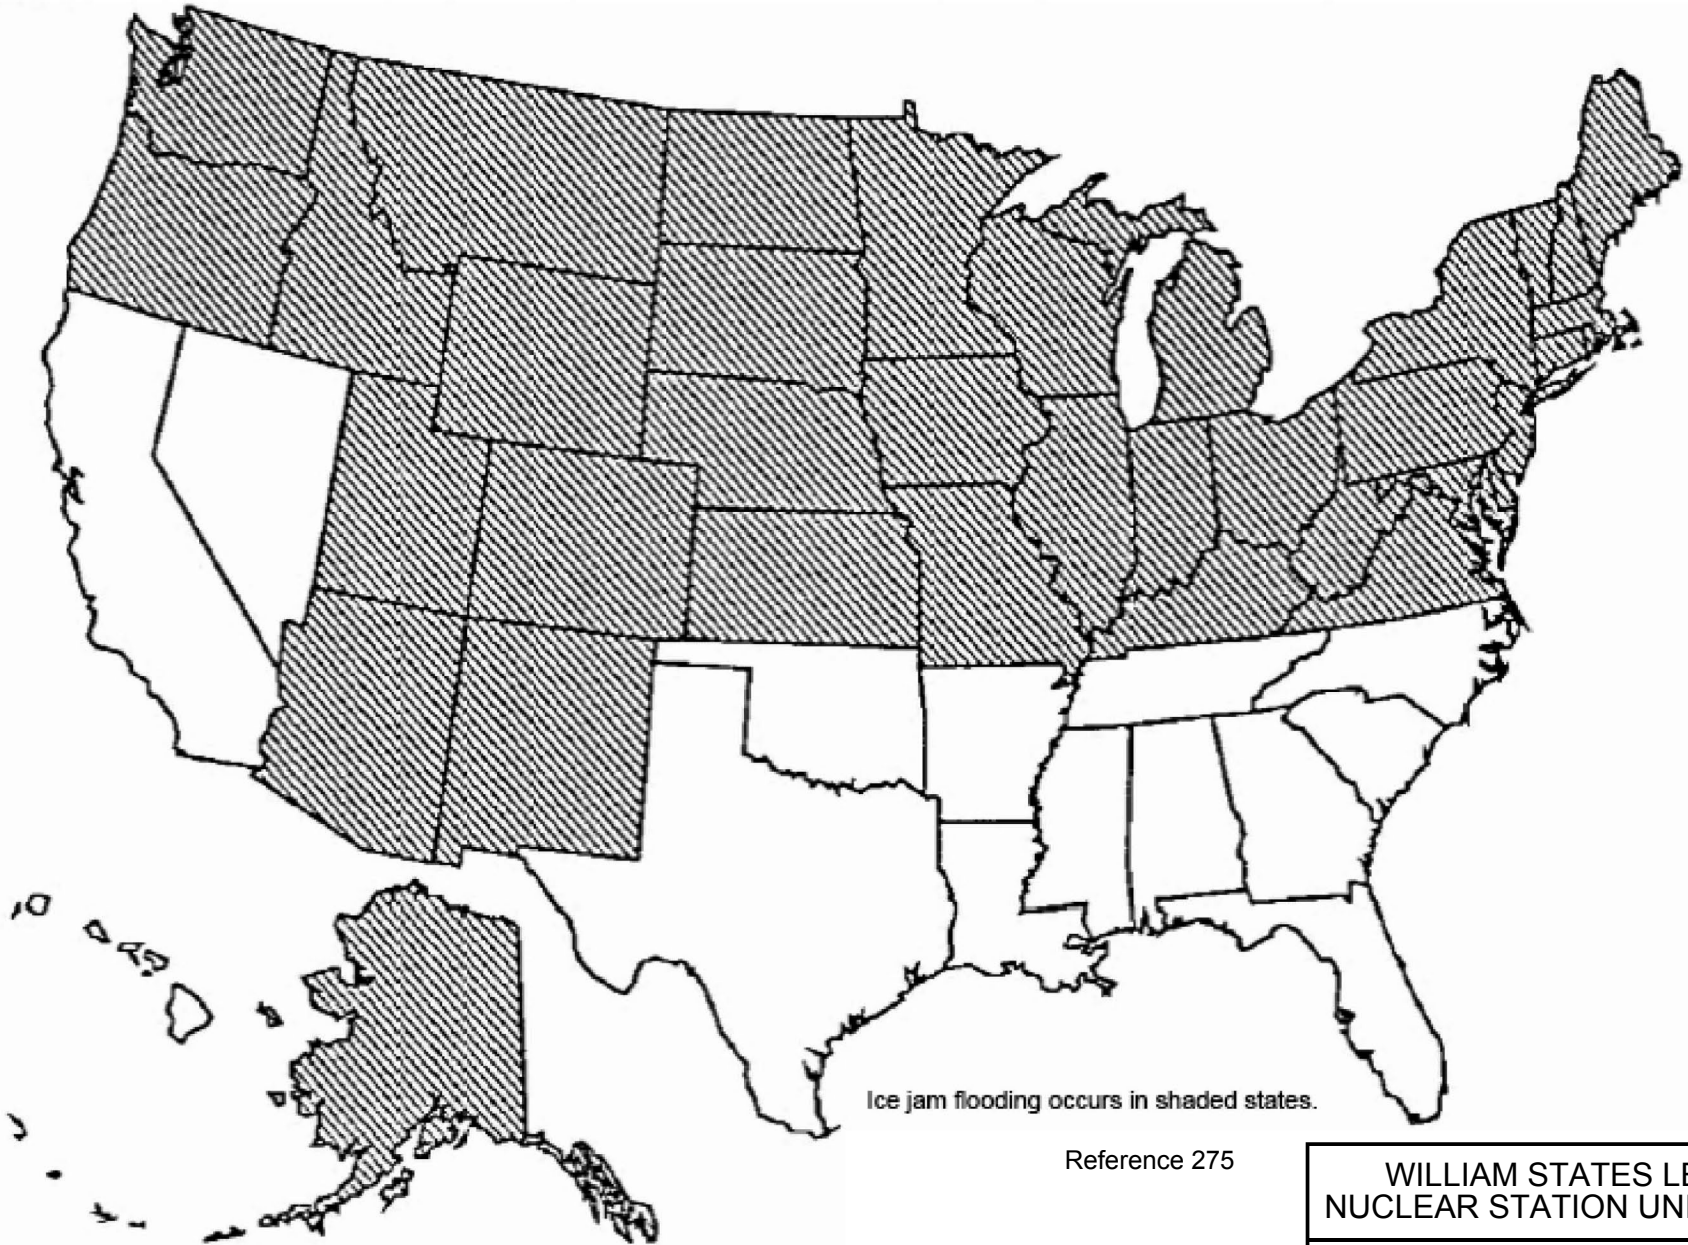 Ice jam flooding occurs in shaded states.
Reference 275
WILLIAM STATES LE
NUCLEAR STATION UNI